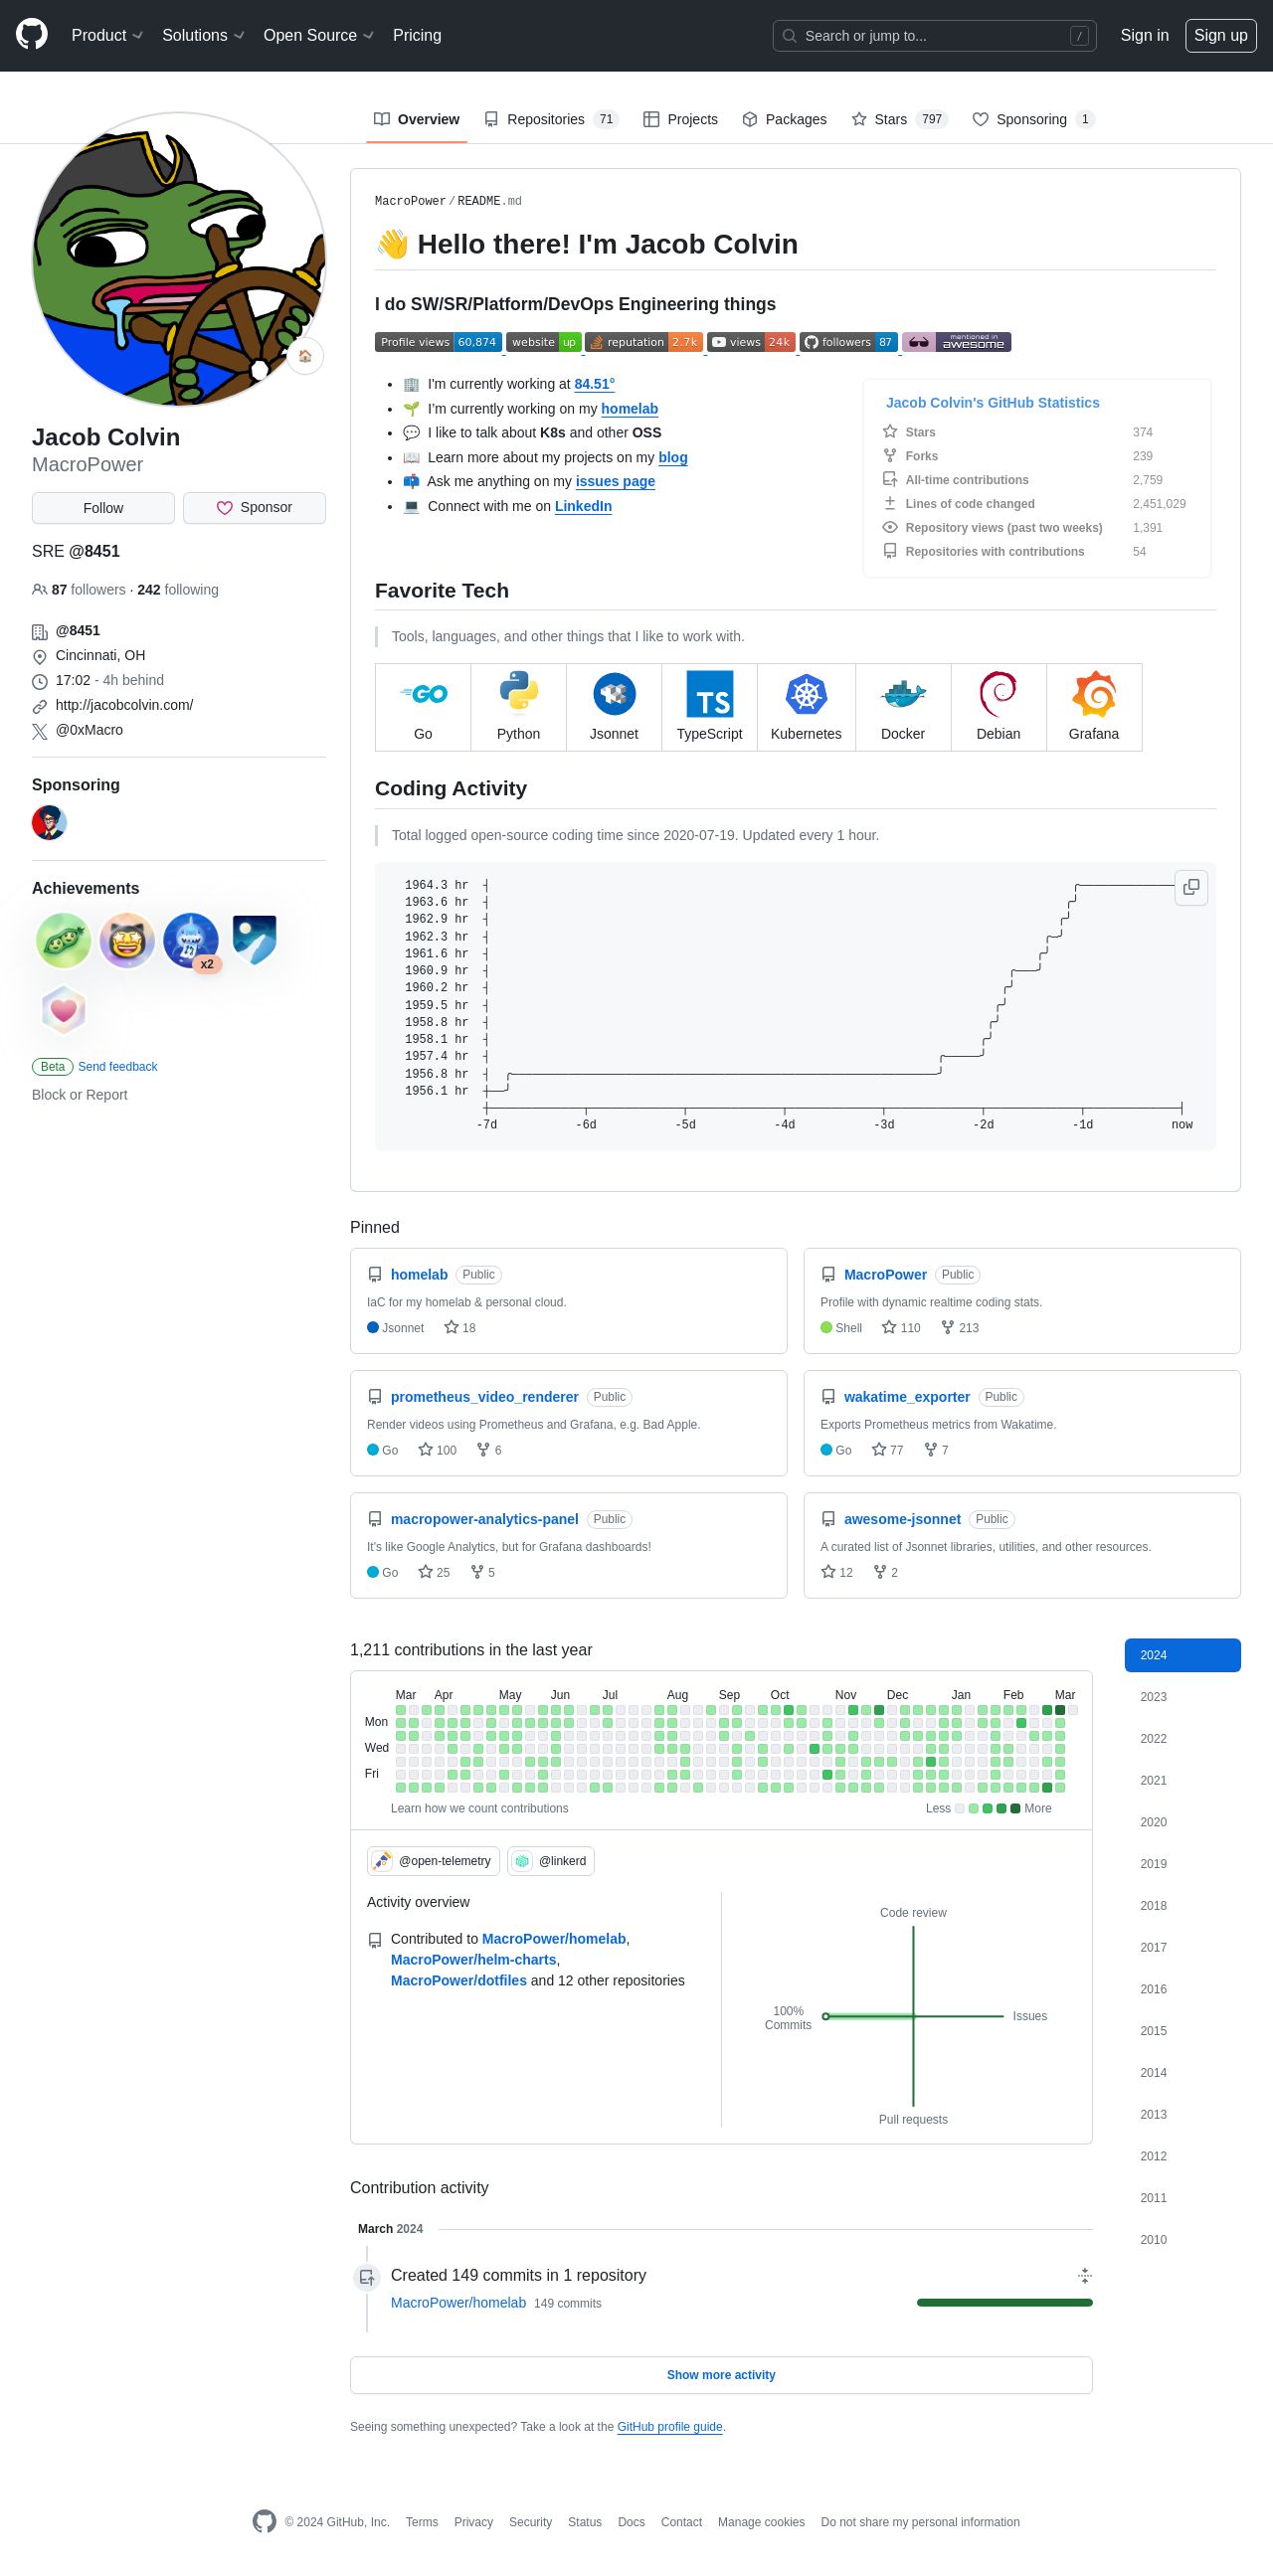 Product Solutions Open Source Pricing Search or jump to... / Sign in Sign up
Overview Repositories 71 Projects Packages Stars 797 Sponsoring 1
Jacob Colvin
MacroPower
Follow Sponsor
SRE @8451
87 followers · 242 following
@8451
Cincinnati, OH
17:02 - 4h behind
http://jacobcolvin.com/
@0xMacro
Sponsoring
Achievements
x2
Beta Send feedback
Block or Report
MacroPower / README.md
👋 Hello there! I'm Jacob Colvin
I do SW/SR/Platform/DevOps Engineering things
Profile views 60,874 website up reputation 2.7k views 24k followers 87 mentioned in awesome
• 🏢 I'm currently working at 84.51°
• 🌱 I'm currently working on my homelab
• 💬 I like to talk about K8s and other OSS
• 📖 Learn more about my projects on my blog
• 📫 Ask me anything on my issues page
• 💻 Connect with me on LinkedIn
Jacob Colvin's GitHub Statistics
Stars 374
Forks 239
All-time contributions 2,759
Lines of code changed 2,451,029
Repository views (past two weeks) 1,391
Repositories with contributions 54
Favorite Tech
Tools, languages, and other things that I like to work with.
GO TS
Go Python Jsonnet TypeScript Kubernetes Docker Debian Grafana
Coding Activity
Total logged open-source coding time since 2020-07-19. Updated every 1 hour.
1964.3 hr
1963.6 hr
1962.9 hr
1962.3 hr
1961.6 hr
1960.9 hr
1960.2 hr
1959.5 hr
1958.8 hr
1958.1 hr
1957.4 hr
1956.8 hr
1956.1 hr
-7d -6d -5d -4d -3d -2d -1d now
Pinned
homelab Public
IaC for my homelab & personal cloud.
Jsonnet 18
MacroPower Public
Profile with dynamic realtime coding stats.
Shell 110 213
prometheus_video_renderer Public
Render videos using Prometheus and Grafana, e.g. Bad Apple.
Go 100 6
wakatime_exporter Public
Exports Prometheus metrics from Wakatime.
Go 77 7
macropower-analytics-panel Public
It's like Google Analytics, but for Grafana dashboards!
Go 25 5
awesome-jsonnet Public
A curated list of Jsonnet libraries, utilities, and other resources.
12 2
1,211 contributions in the last year
Mar Apr May Jun Jul Aug Sep Oct Nov Dec Jan Feb Mar
Mon
Wed
Fri
Learn how we count contributions Less More
@open-telemetry @linkerd
Activity overview
Contributed to MacroPower/homelab,
MacroPower/helm-charts,
MacroPower/dotfiles and 12 other repositories
Code review
100%
Commits
Issues
Pull requests
2024
2023
2022
2021
2020
2019
2018
2017
2016
2015
2014
2013
2012
2011
2010
Contribution activity
March 2024
Created 149 commits in 1 repository
MacroPower/homelab 149 commits
Show more activity
Seeing something unexpected? Take a look at the GitHub profile guide.
© 2024 GitHub, Inc. Terms Privacy Security Status Docs Contact Manage cookies Do not share my personal information